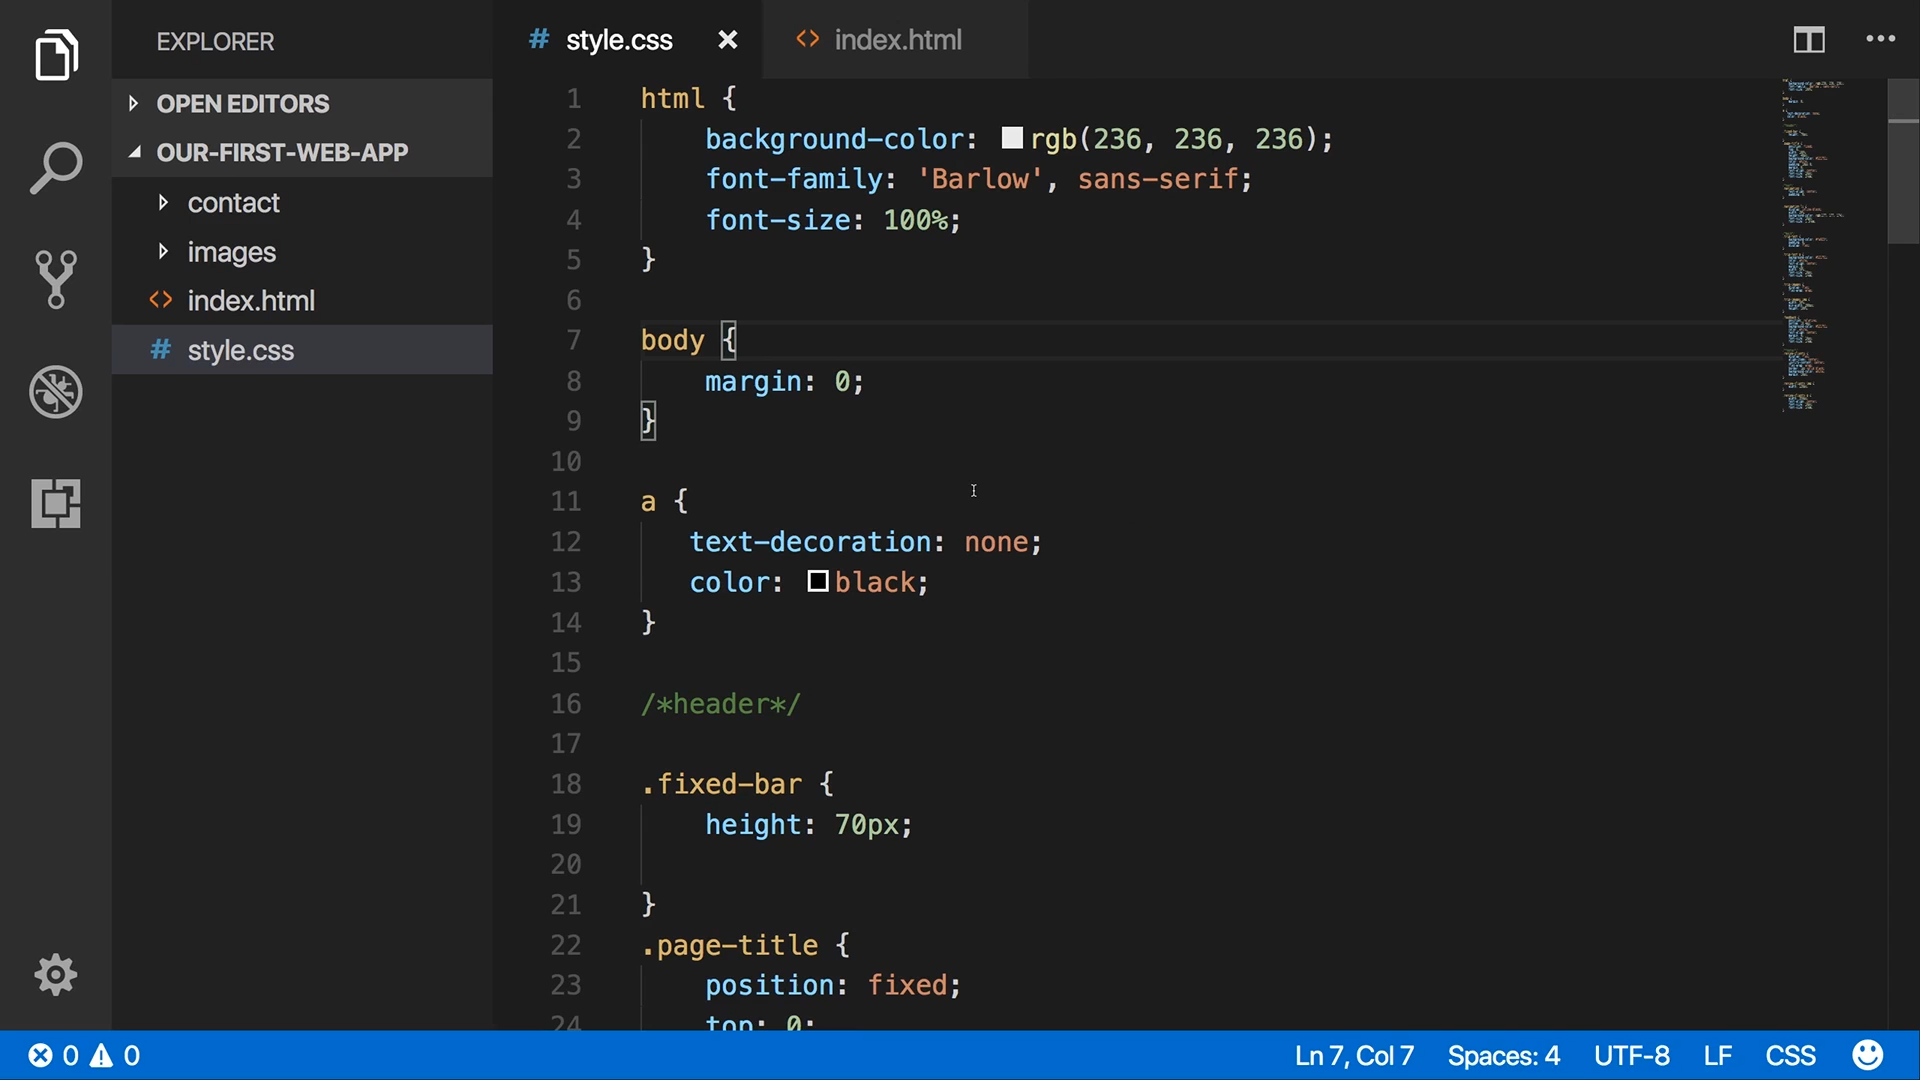 EXPLORER
OPEN EDITORS
OUR-FIRST-WEB-APP
contact
images
<> index.html
# style.css
# style.css ×
<> index.html
1 html {
2     background-color: rgb(236, 236, 236);
3     font-family: 'Barlow', sans-serif;
4     font-size: 100%;
5 }
6
7 body {
8     margin: 0;
9 }
10
11 a {
12    text-decoration: none;
13    color: black;
14 }
15
16 /*header*/
17
18 .fixed-bar {
19     height: 70px;
20
21 }
22 .page-title {
23     position: fixed;
24     top: 0;
0 0
Ln 7, Col 7 Spaces: 4 UTF-8 LF CSS